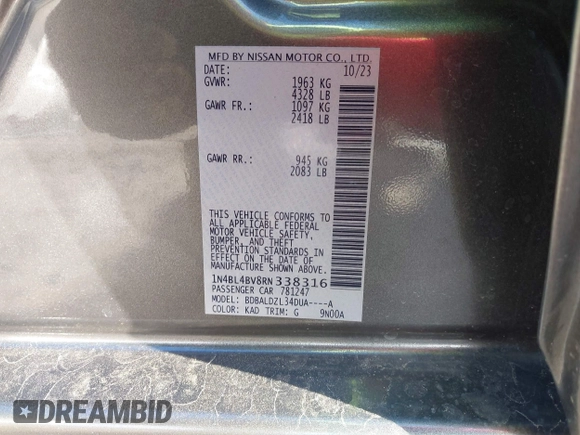 MFD BY NISSAN MOTOR CO., LTD.
DATE: 10/23
GVWR: 1963 KG
4328 LB
GAWR FR.: 1097 KG
2418 LB
GAWR RR.: 945 KG
2083 LB
THIS VEHICLE CONFORMS TO
ALL APPLICABLE FEDERAL
MOTOR VEHICLE SAFETY,
BUMPER, AND THEFT
PREVENTION STANDARDS IN
EFFECT ON THE DATE OF
MANUFACTURE SHOWN ABOVE.
1N4BL4BV8RN338316
PASSENGER CAR 781247
MODEL: BDBALDZL34DUA----A
COLOR: KAD TRIM: G 9N00A
DREAMBID